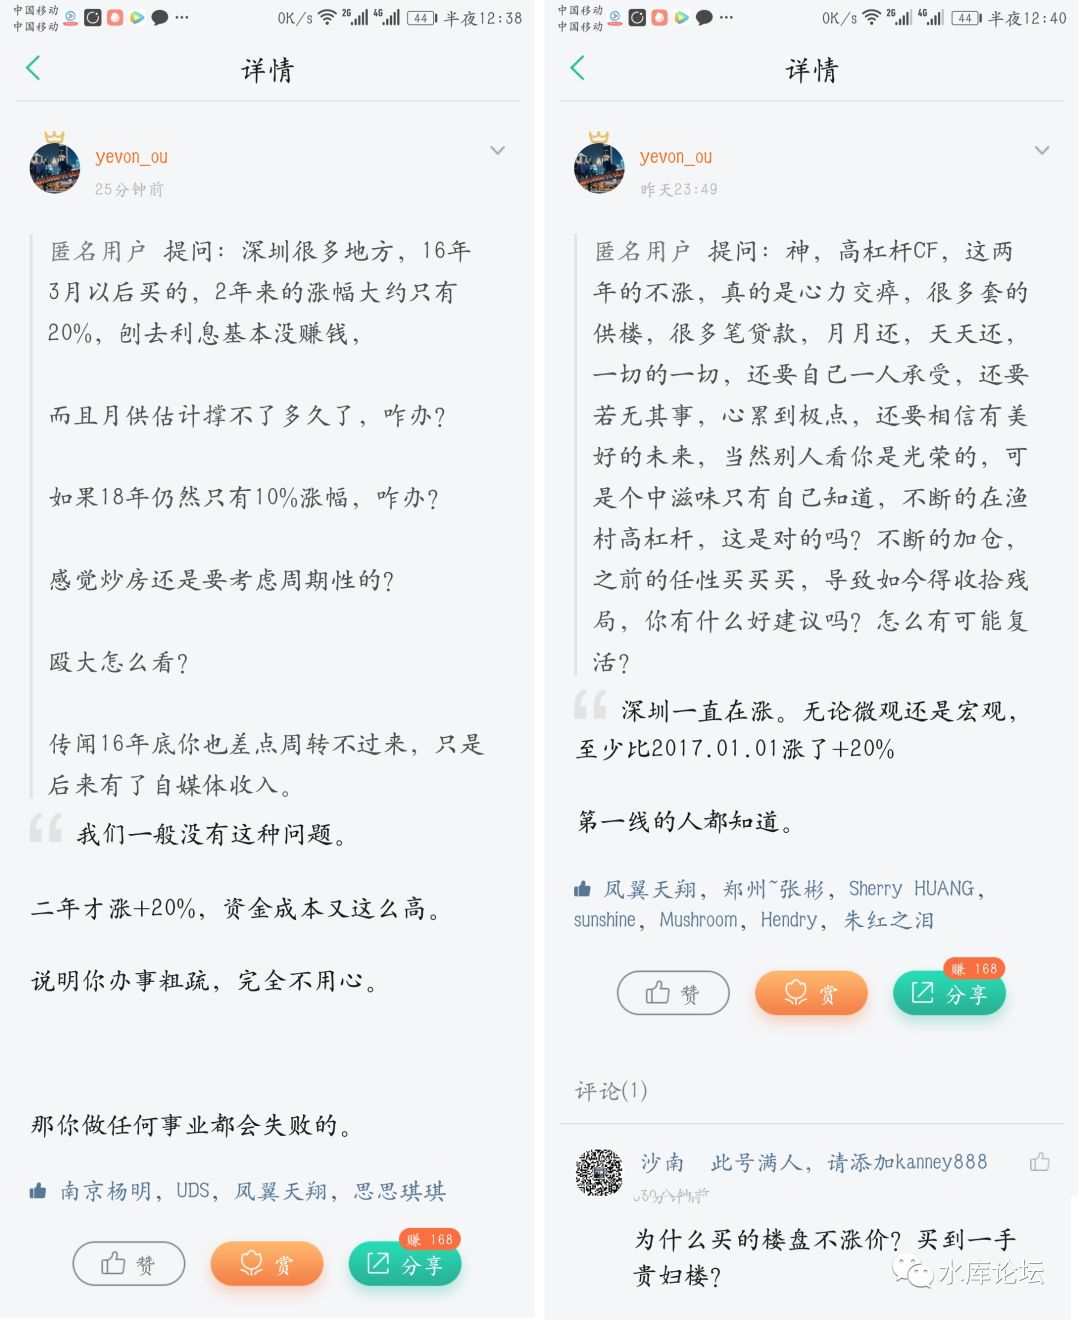 中国移动
中国移动
0K/s 2G 4G 44 半夜12:38
详情
yevon_ou
25分钟前
匿名用户 提问：深圳很多地方，16年
3月以后买的，2年来的涨幅大约只有
20%，刨去利息基本没赚钱，
而且月供估计撑不了多久了，咋办？
如果18年仍然只有10%涨幅，咋办？
感觉炒房还是要考虑周期性的？
殴大怎么看？
传闻16年底你也差点周转不过来，只是
后来有了自媒体收入。
我们一般没有这种问题。
二年才涨+20%，资金成本又这么高。
说明你办事粗疏，完全不用心。
那你做任何事业都会失败的。
南京杨明，UDS，凤翼天翔，思思琪琪
赞
赏
赚 168
分享
中国移动
中国移动
0K/s 2G 4G 44 半夜12:40
详情
yevon_ou
昨天23:49
匿名用户 提问：神，高杠杆CF，这两
年的不涨，真的是心力交瘁，很多套的
供楼，很多笔贷款，月月还，天天还，
一切的一切，还要自己一人承受，还要
若无其事，心累到极点，还要相信有美
好的未来，当然别人看你是光荣的，可
是个中滋味只有自己知道，不断的在渔
村高杠杆，这是对的吗？不断的加仓，
之前的任性买买买，导致如今得收拾残
局，你有什么好建议吗？怎么有可能复
活？
深圳一直在涨。无论微观还是宏观，
至少比2017.01.01涨了+20%
第一线的人都知道。
凤翼天翔，郑州~张彬，Sherry HUANG，
sunshine，Mushroom，Hendry，朱红之泪
赞
赏
赚 168
分享
评论(1)
沙南 此号满人，请添加kanney888
为什么买的楼盘不涨价？买到一手
贵妇楼？
水库论坛